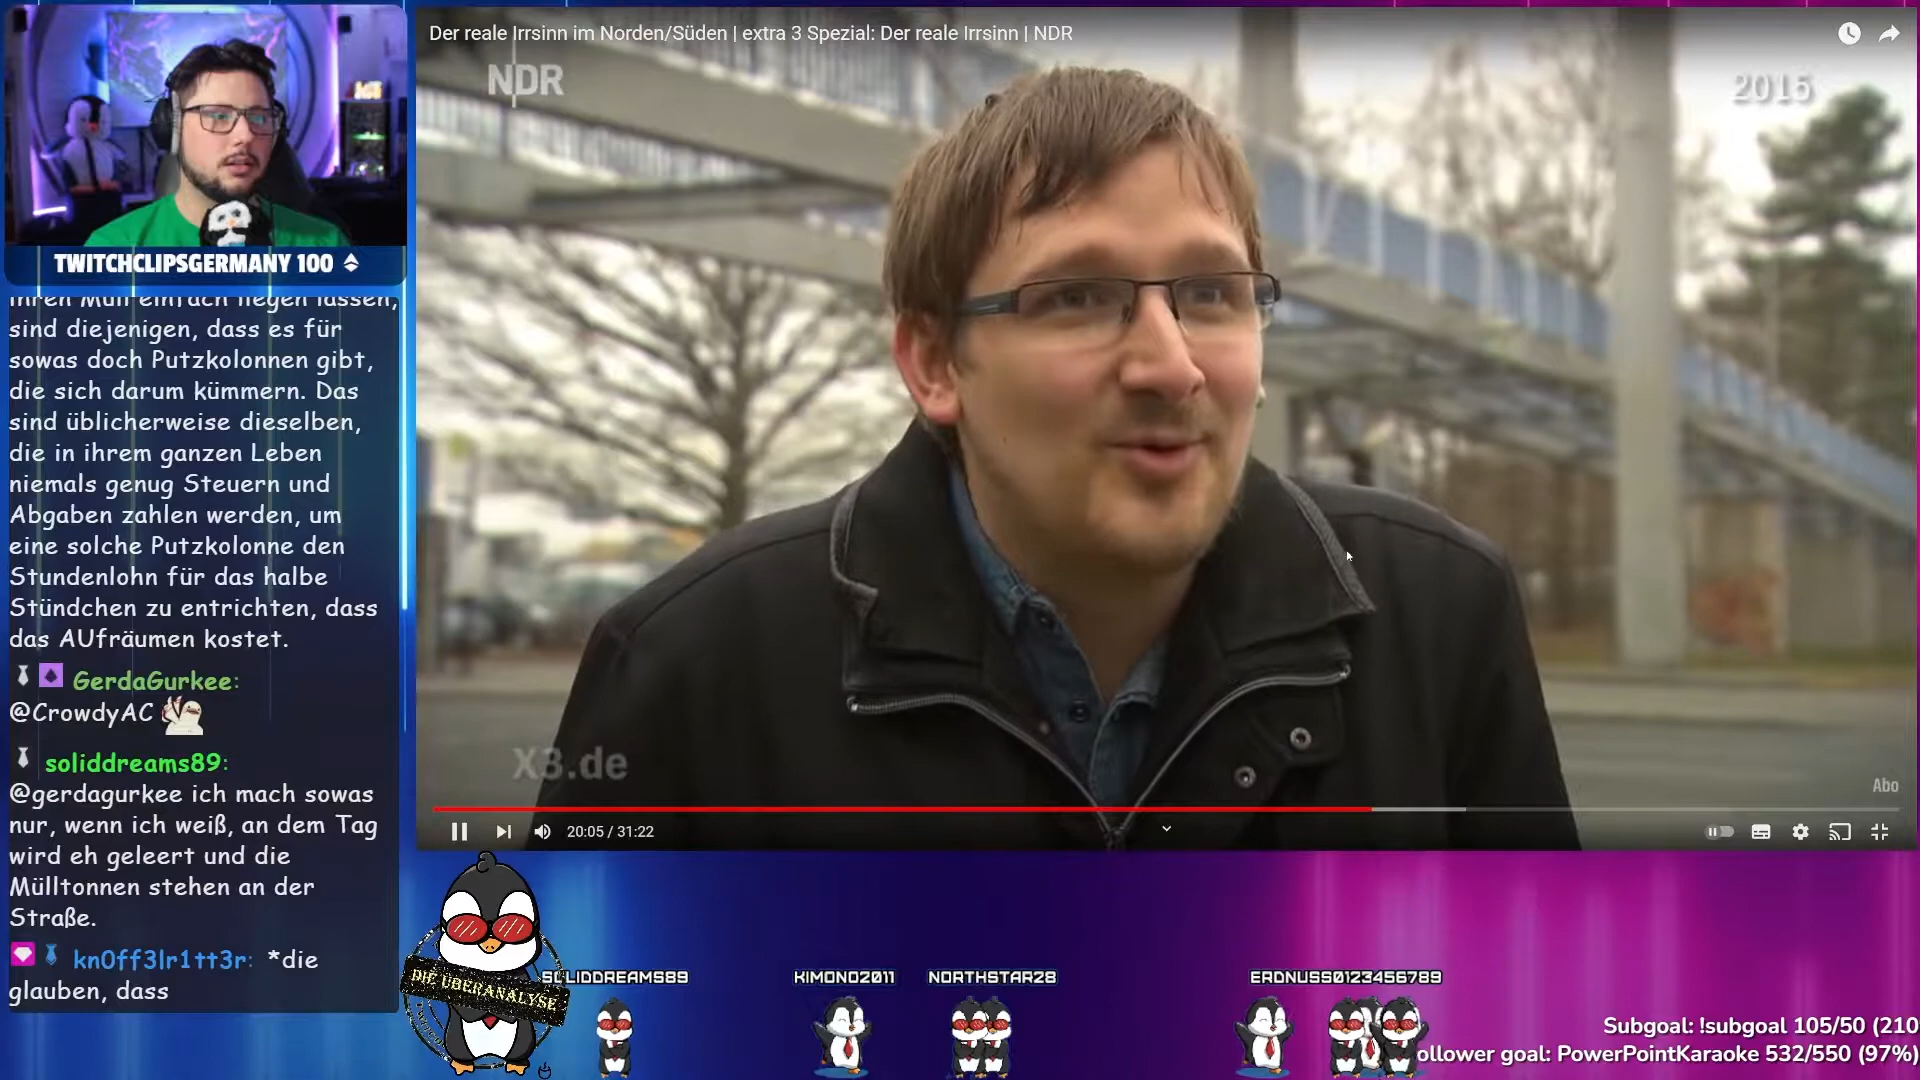 TWITCHCLIPSGERMANY 100
ihren Müll einfach liegen lassen,
sind diejenigen, dass es für
sowas doch Putzkolonnen gibt,
die sich darum kümmern. Das
sind üblicherweise dieselben,
die in ihrem ganzen Leben
niemals genug Steuern und
Abgaben zahlen werden, um
eine solche Putzkolonne den
Stundenlohn für das halbe
Stündchen zu entrichten, dass
das AUfräumen kostet.
GerdaGurkee:
@CrowdyAC
soliddreams89:
@gerdagurkee ich mach sowas
nur, wenn ich weiß, an dem Tag
wird eh geleert und die
Mülltonnen stehen an der
Straße.
kn0ff3lr1tt3r: *die
glauben, dass
Der reale Irrsinn im Norden/Süden | extra 3 Spezial: Der reale Irrsinn | NDR
NDR
2015
X3.de
Abo
20:05 / 31:22
DIE ÜBERANALYSE
SOLIDDREAMS89
KIMONO2011
NORTHSTAR28
ERDNUSS0123456789
Subgoal: !subgoal 105/50 (210
ollower goal: PowerPointKaraoke 532/550 (97%)